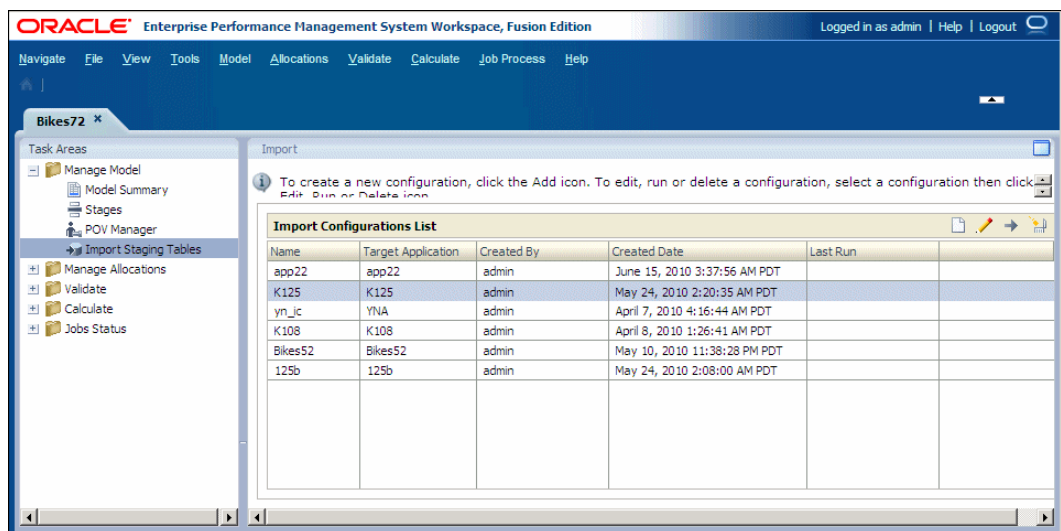 ORACLE Enterprise Performance Management System Workspace, Fusion Edition Logged in as admin | Help | Logout
Navigate File View Tools Model Allocations Validate Calculate Job Process Help
Bikes72 ×
Task Areas
Manage Model
Model Summary
Stages
POV Manager
Import Staging Tables
Manage Allocations
Validate
Calculate
Jobs Status
Import
To create a new configuration, click the Add icon. To edit, run or delete a configuration, select a configuration then click
Edit, Run or Delete icon
Import Configurations List
Name Target Application Created By Created Date Last Run
app22 app22 admin June 15, 2010 3:37:56 AM PDT
K125 K125 admin May 24, 2010 2:20:35 AM PDT
yn_ic YNA admin April 7, 2010 4:16:44 AM PDT
K108 K108 admin April 8, 2010 1:26:41 AM PDT
Bikes52 Bikes52 admin May 10, 2010 11:38:28 PM PDT
125b 125b admin May 24, 2010 2:08:00 AM PDT